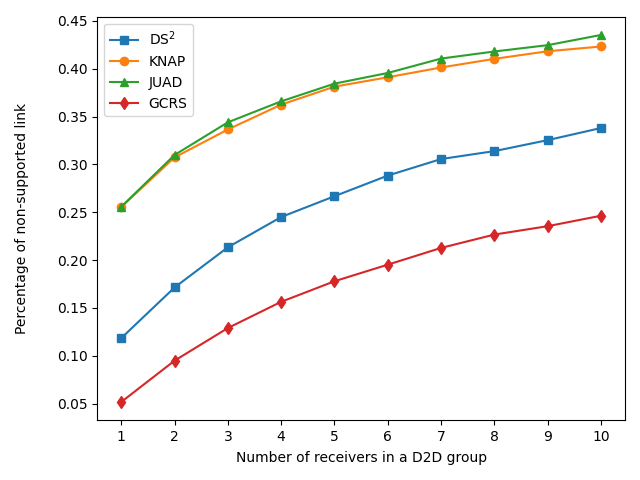 DS²
KNAP
JUAD
GCRS
Percentage of non-supported link
0.45
0.40
0.35
0.30
0.25
0.20
0.15
0.10
0.05
1 2 3 4 5 6 7 8 9 10
Number of receivers in a D2D group